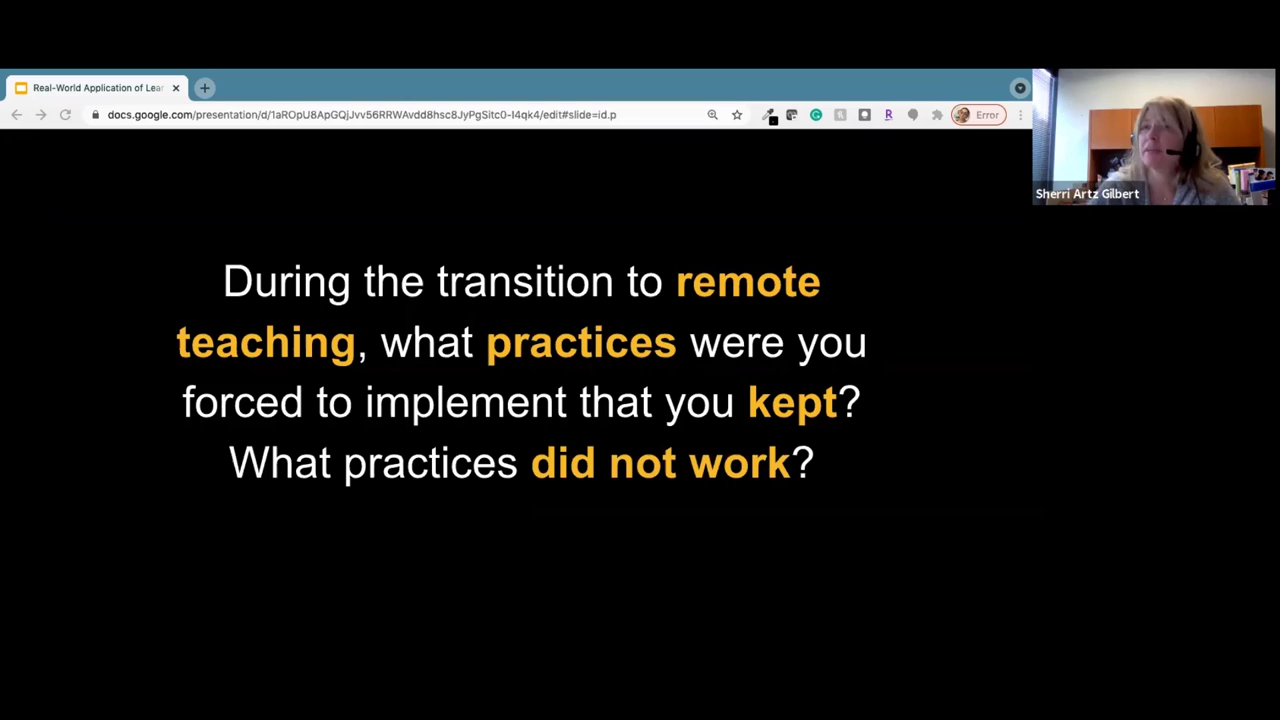 Real-World Application of Lea
docs.google.com/presentation/d/1aROpU8ApGQjJvv56RRWAvdd8hsc8JyPgSitc0-I4qk4/edit#slide=id.p
Error
Sherri Artz Gilbert
During the transition to remote
teaching, what practices were you
forced to implement that you kept?
What practices did not work?